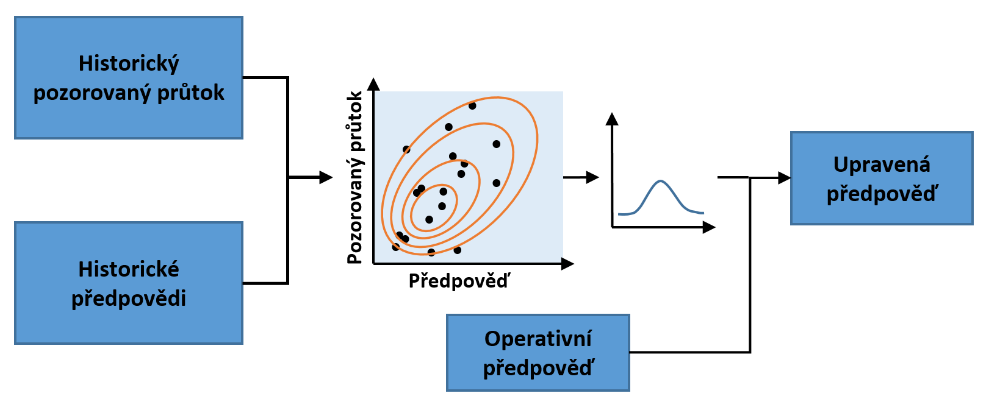 Historický
pozorovaný průtok
Historické
předpovědi
Pozorovaný průtok
Předpověď
Operativní
předpověď
Upravená
předpověď